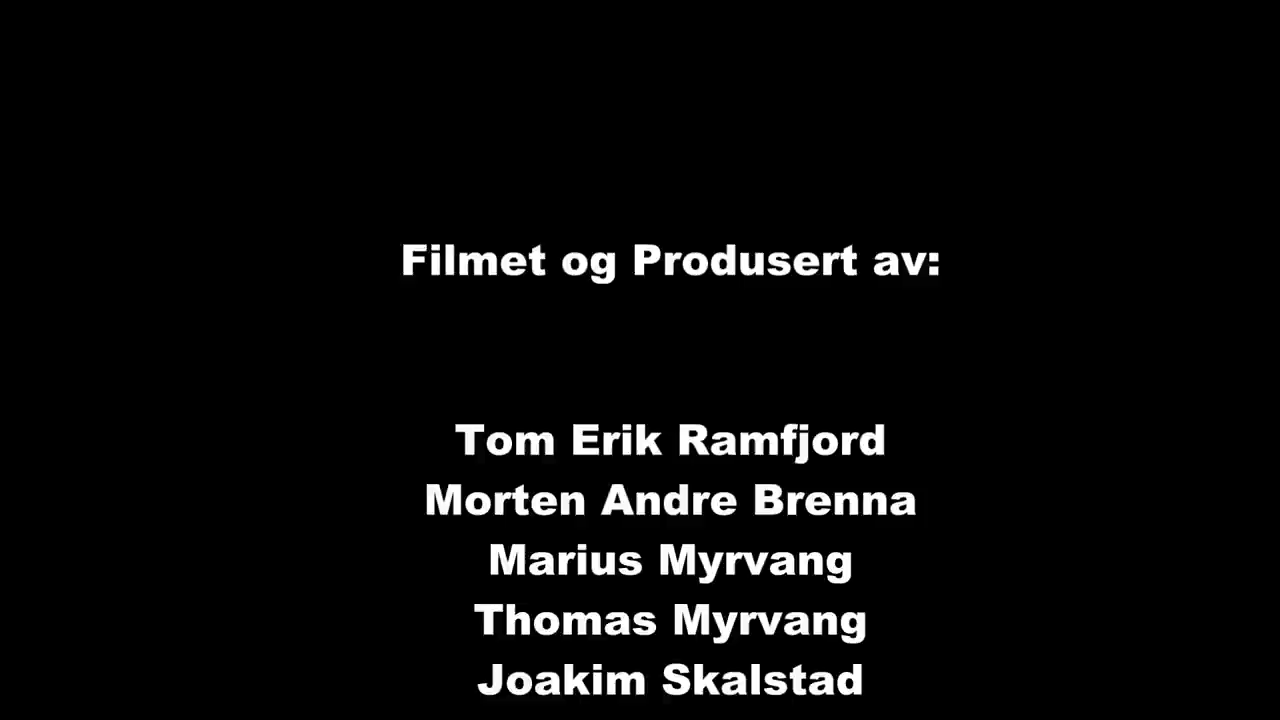 Filmet og Produsert av:
Tom Erik Ramfjord
Morten Andre Brenna
Marius Myrvang
Thomas Myrvang
Joakim Skalstad